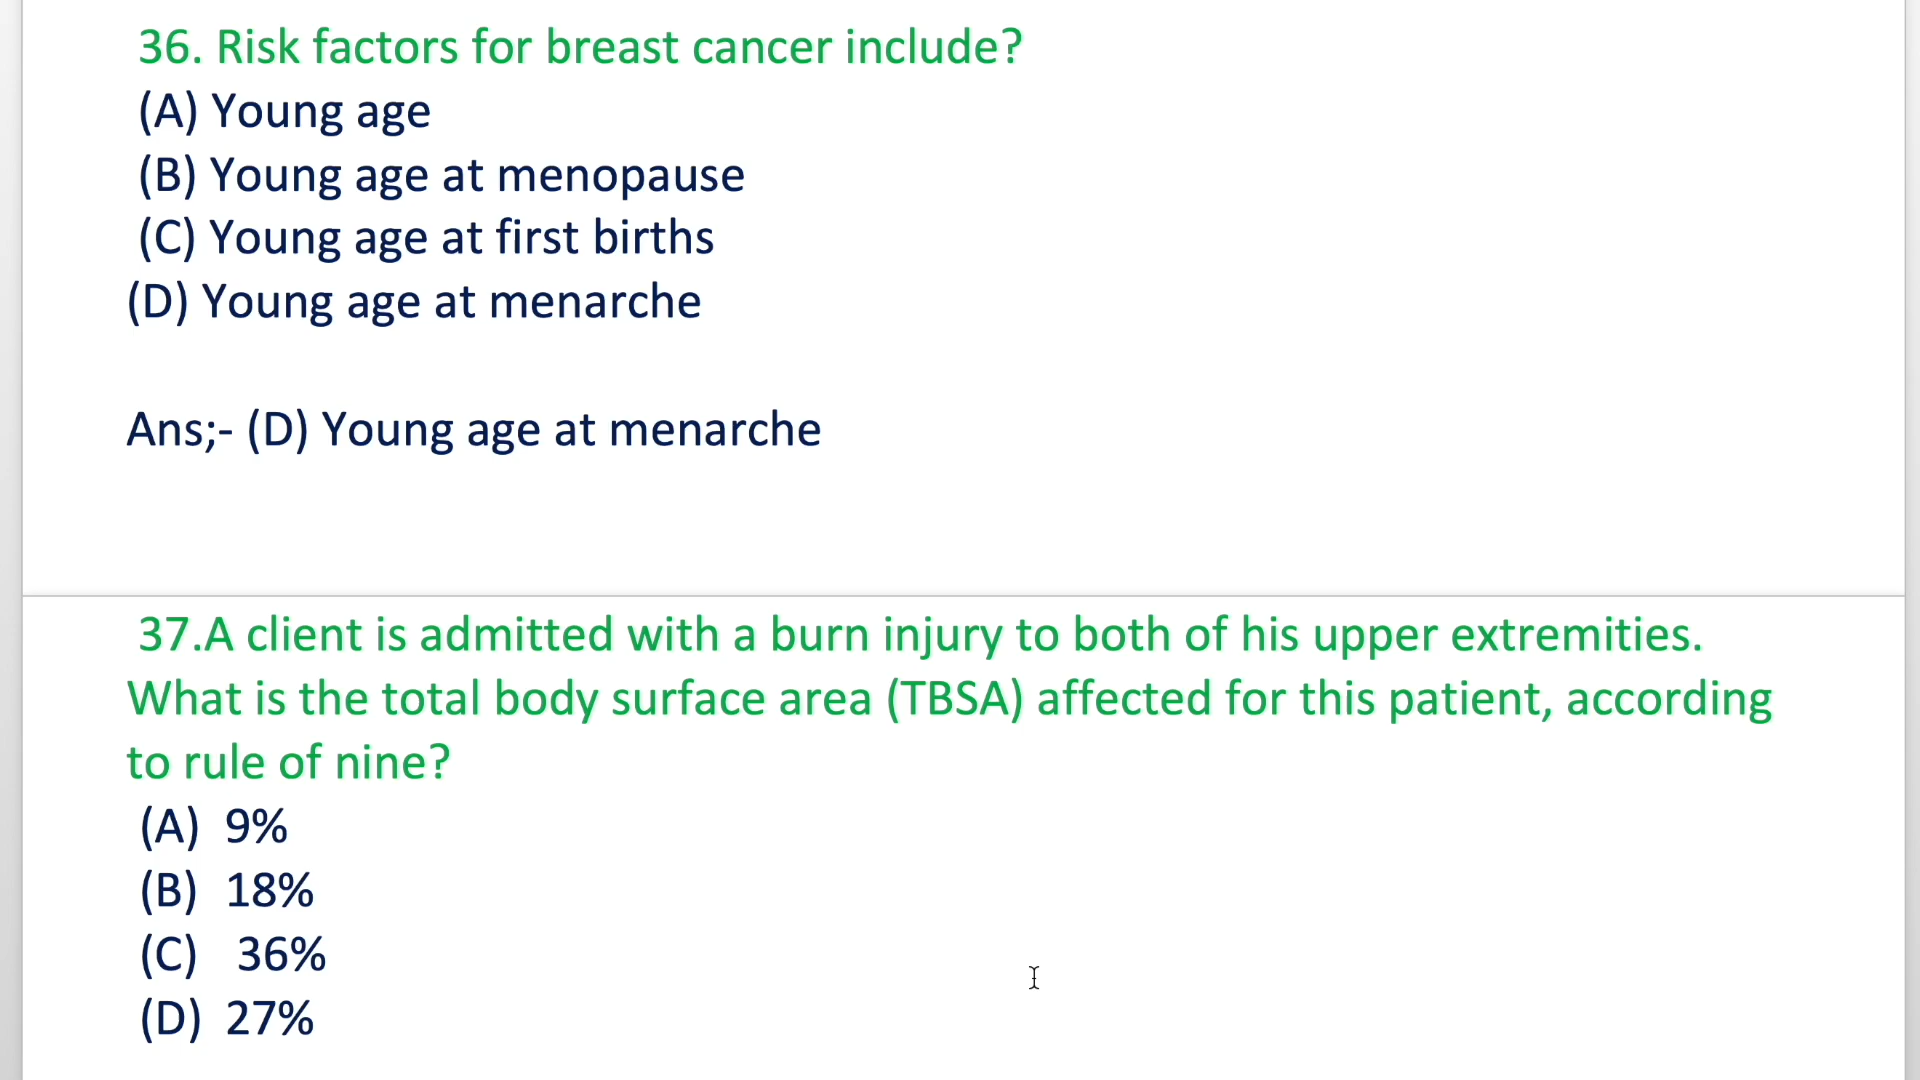 36. Risk factors for breast cancer include?
(A) Young age
(B) Young age at menopause
(C) Young age at first births
(D) Young age at menarche
Ans;- (D) Young age at menarche
37.A client is admitted with a burn injury to both of his upper extremities.
What is the total body surface area (TBSA) affected for this patient, according
to rule of nine?
(A) 9%
(B) 18%
(C) 36%
(D) 27%